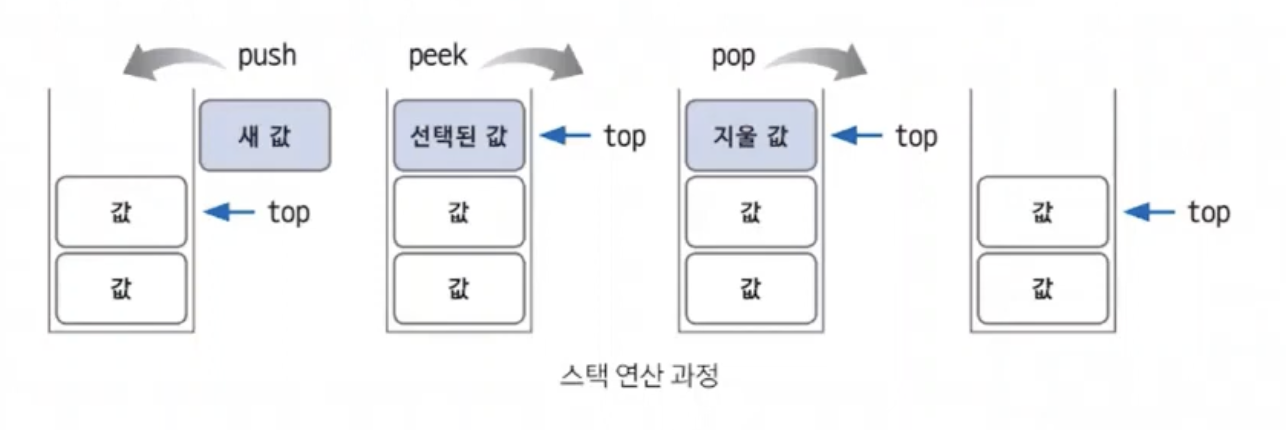 push peek pop
새 값 선택된 값 top 지울 값 top
값 top 값 값 값 top
값 값 값 값
스택 연산 과정